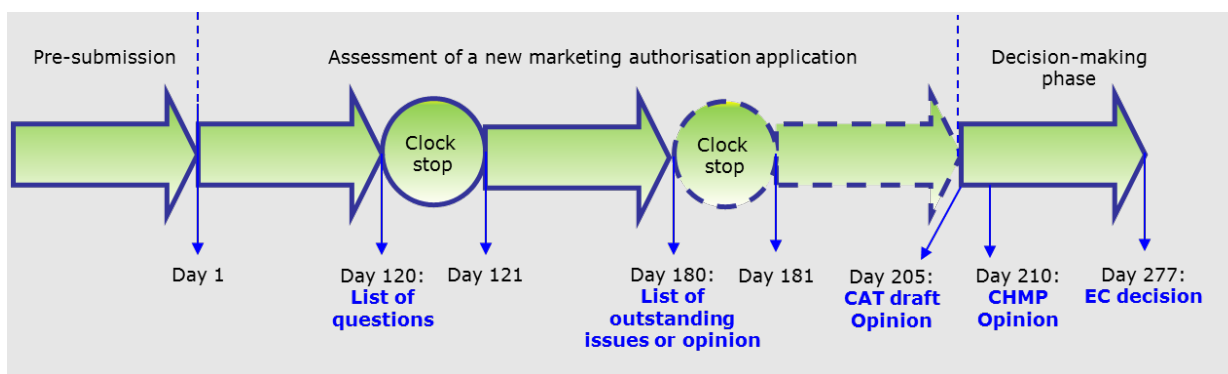 Pre-submission
Assessment of a new marketing authorisation application
Decision-making
phase
Clock
stop
Clock
stop
Day 1
Day 120:
List of
questions
Day 121
Day 180:
List of
outstanding
issues or opinion
Day 181
Day 205:
CAT draft
Opinion
Day 210:
CHMP
Opinion
Day 277:
EC decision